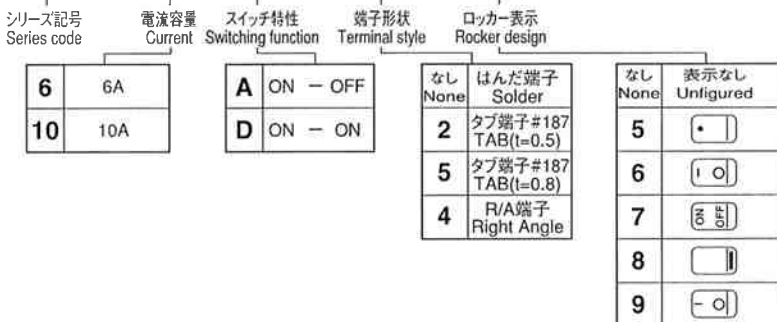 シリーズ記号 電流容量 スイッチ特性 端子形状 ロッカー表示
Series code Current Switching function Terminal style Rocker design
6 6A
10 10A
A ON － OFF
D ON － ON
なし はんだ端子
None Solder
2 タブ端子#187
TAB(t=0.5)
5 タブ端子#187
TAB(t=0.8)
4 R/A端子
Right Angle
なし 表示なし
None Unfigured
5 •
6 I O
7 ON OFF
8
9 − O